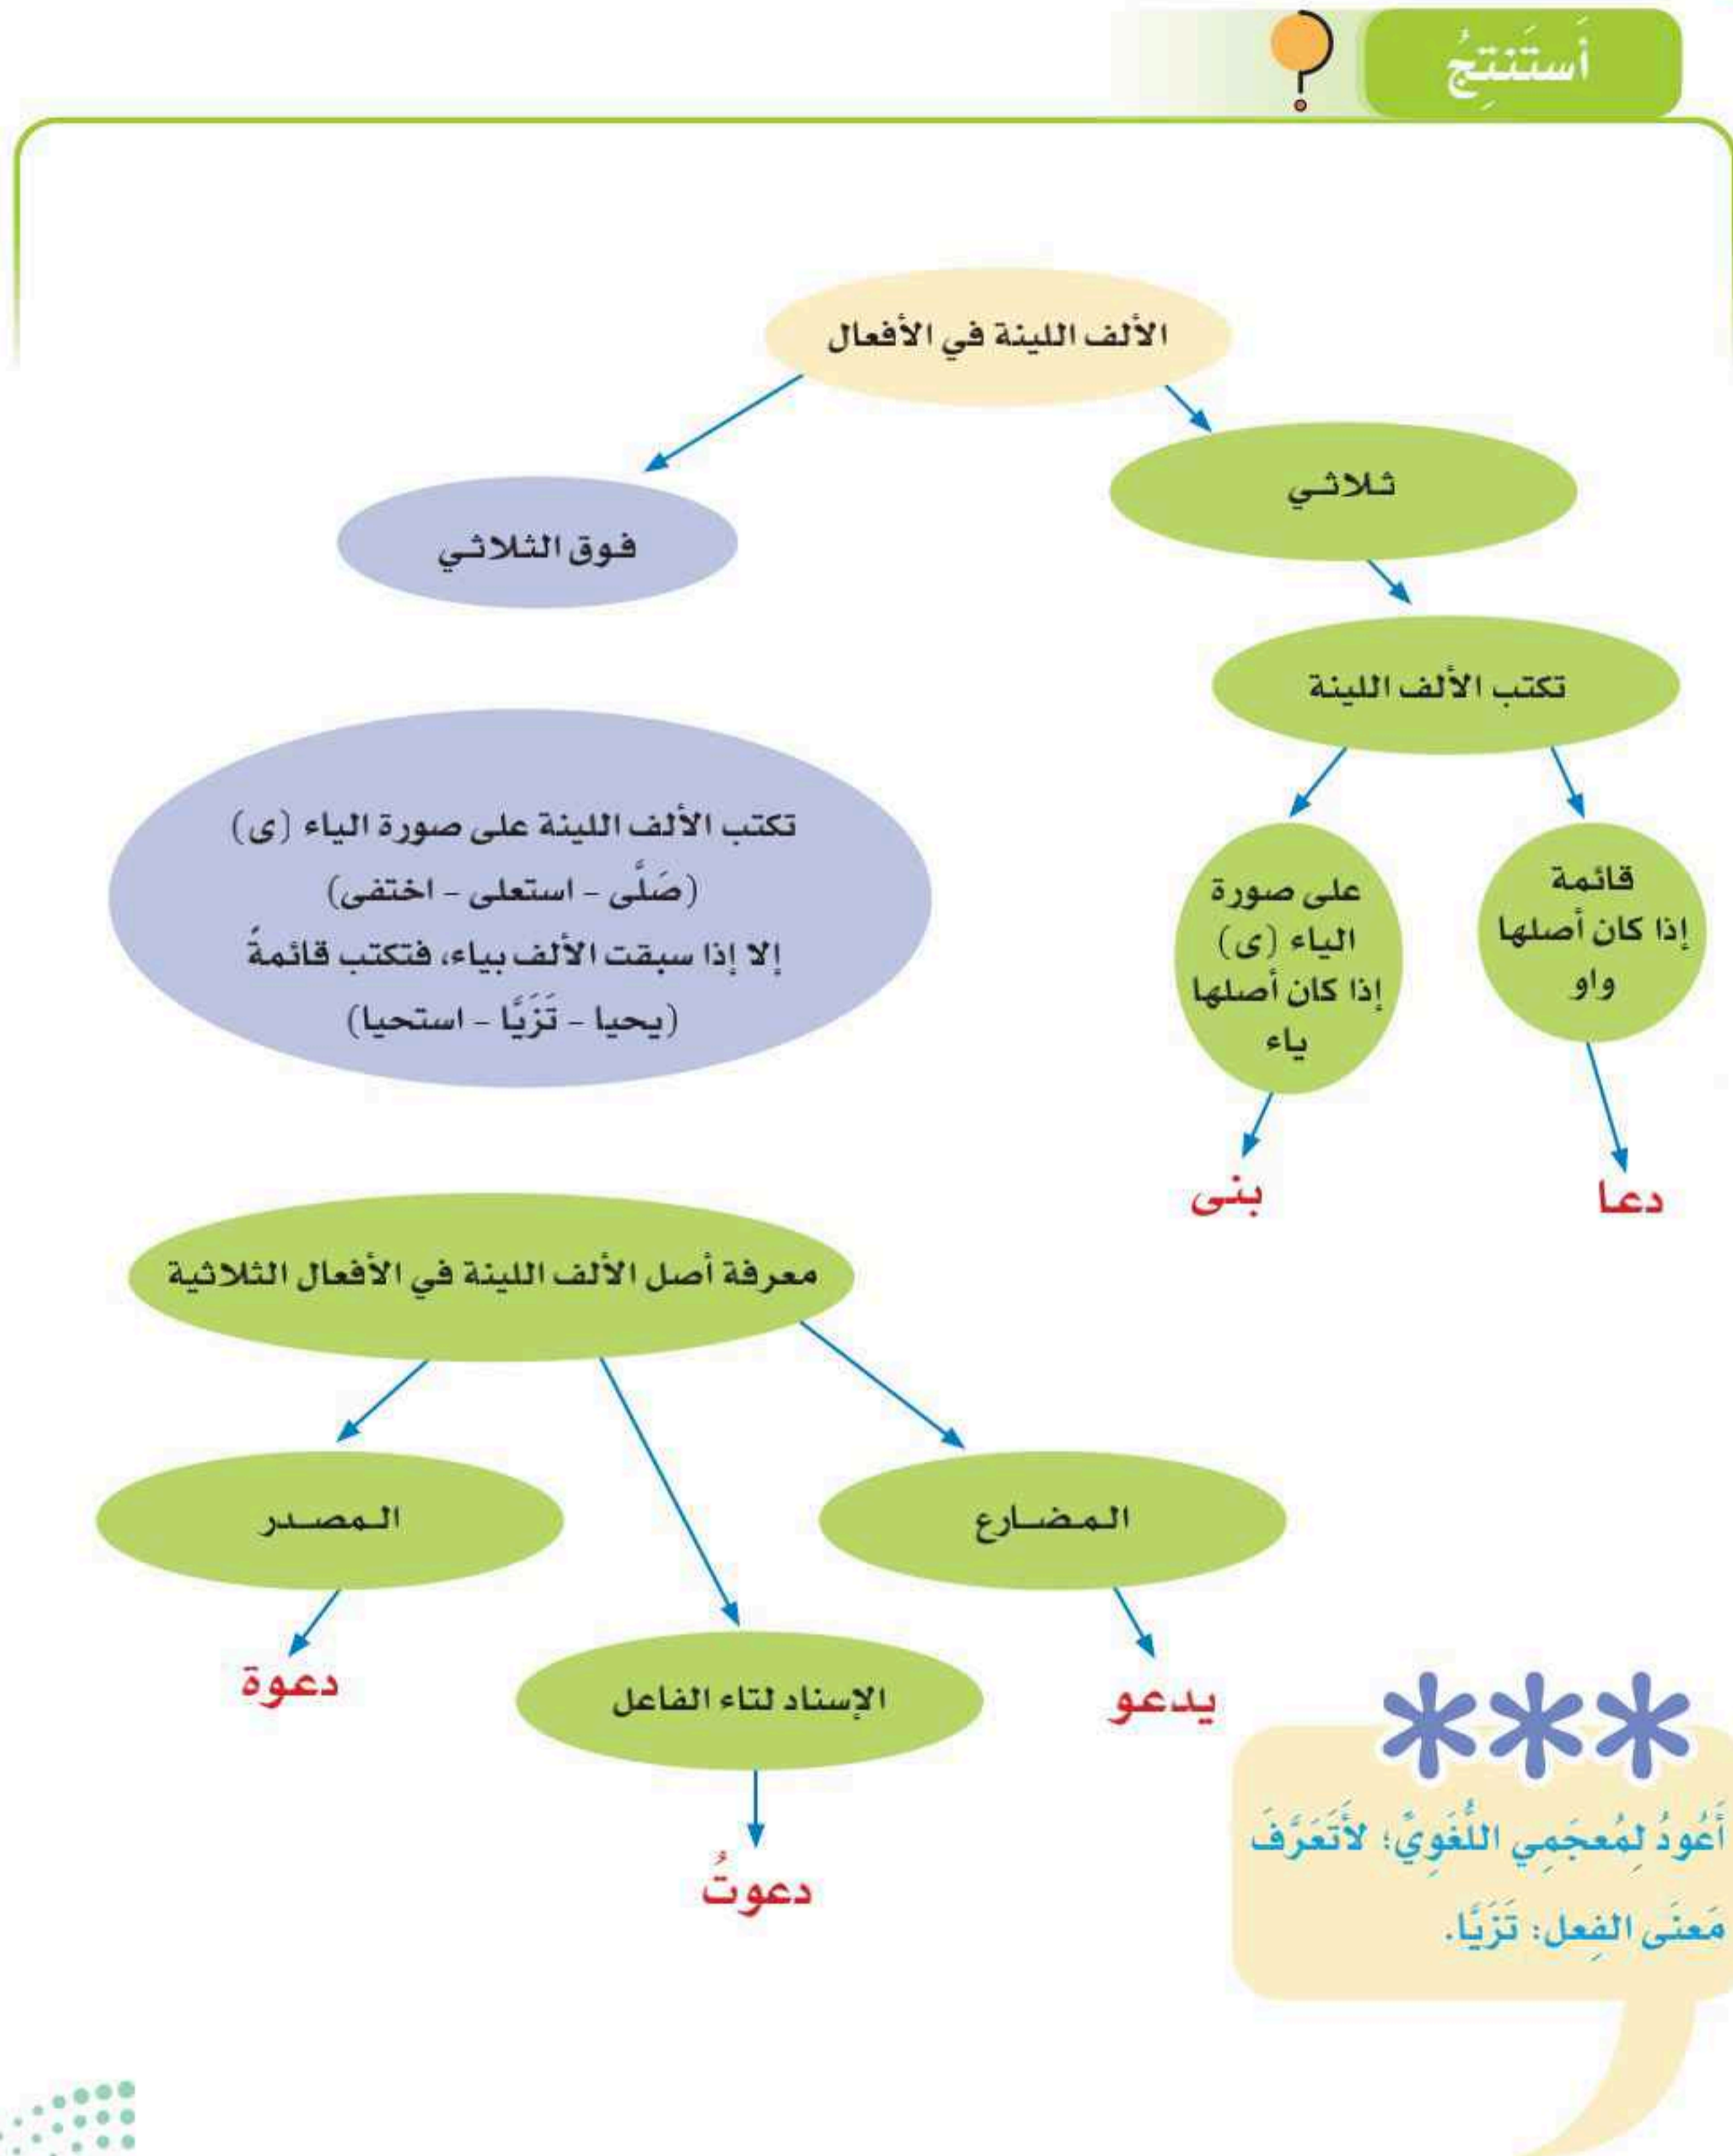 أَستَنتِجُ
الألف اللينة في الأفعال
ثلاثي
فوق الثلاثي
تكتب الألف اللينة
قائمة
إذا كان أصلها
واو
على صورة
الياء (ى)
إذا كان أصلها
ياء
دعا
بنى
تكتب الألف اللينة على صورة الياء (ى)
(صَلَّى - استعلى - اختفى)
إلا إذا سبقت الألف بياء، فتكتب قائمةً
(يحيا - تَزَيَّا - استحيا)
معرفة أصل الألف اللينة في الأفعال الثلاثية
المضارع
الإسناد لتاء الفاعل
المصدر
يدعو
دعوتُ
دعوة
أَعُودُ لِمُعجَمِي اللُّغَوِيِّ؛ لأَتَعَرَّفَ
مَعنَى الفِعل: تَزَيَّا.